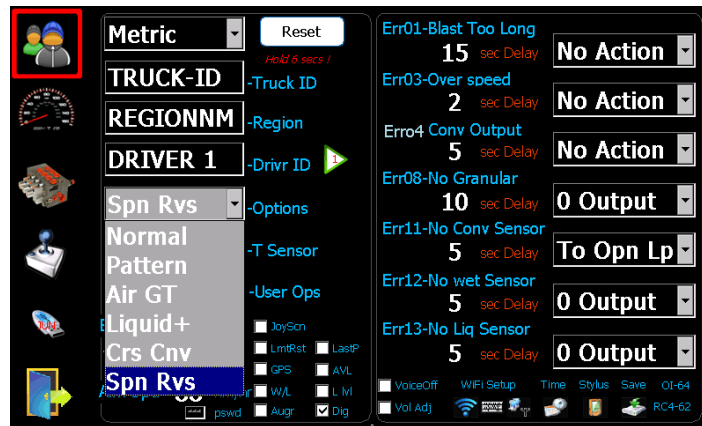 Metric
Reset
Hold 6 secs !
TRUCK-ID
-Truck ID
REGIONNM
-Region
DRIVER 1
-Drivr ID
1
Spn Rvs
-Options
Normal
Pattern
-T Sensor
Air GT
-User Ops
Liquid+
JoyScn
Crs Cnv
LmtRst
LastP
GPS
AVL
Spn Rvs
W/L
L lvl
pswd
Augr
Dig
Err01-Blast Too Long
15 sec Delay
No Action
Err03-Over speed
2 sec Delay
No Action
Erro4 Conv Output
5 sec Delay
No Action
Err08-No Granular
10 sec Delay
0 Output
Err11-No Conv Sensor
5 sec Delay
To Opn Lp
Err12-No wet Sensor
5 sec Delay
0 Output
Err13-No Liq Sensor
5 sec Delay
0 Output
VoiceOff
WiFi Setup
Time
Stylus
Save
OI-64
Vol Adj
RC4-62